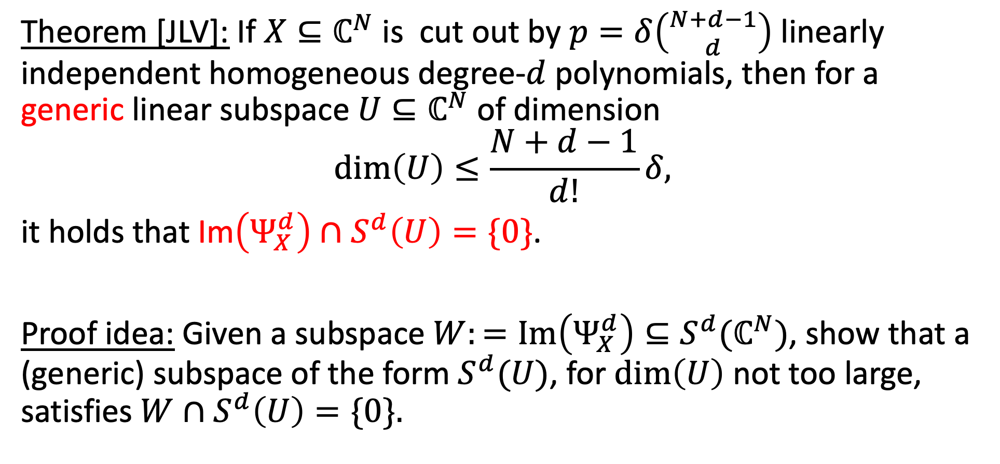 Theorem [JLV]: If 𝑋 ⊆ ℂ^𝑁 is cut out by 𝑝 = 𝛿(^{𝑁+𝑑−1}_{𝑑}) linearly
independent homogeneous degree-𝑑 polynomials, then for a
generic linear subspace 𝑈 ⊆ ℂ^𝑁 of dimension
dim(𝑈) ≤ \frac{𝑁 + 𝑑 − 1}{𝑑!} 𝛿,
it holds that Im(Ψ_𝑋^𝑑) ∩ 𝑆^𝑑(𝑈) = {0}.
Proof idea: Given a subspace 𝑊: = Im(Ψ_𝑋^𝑑) ⊆ 𝑆^𝑑(ℂ^𝑁), show that a
(generic) subspace of the form 𝑆^𝑑(𝑈), for dim(𝑈) not too large,
satisfies 𝑊 ∩ 𝑆^𝑑(𝑈) = {0}.